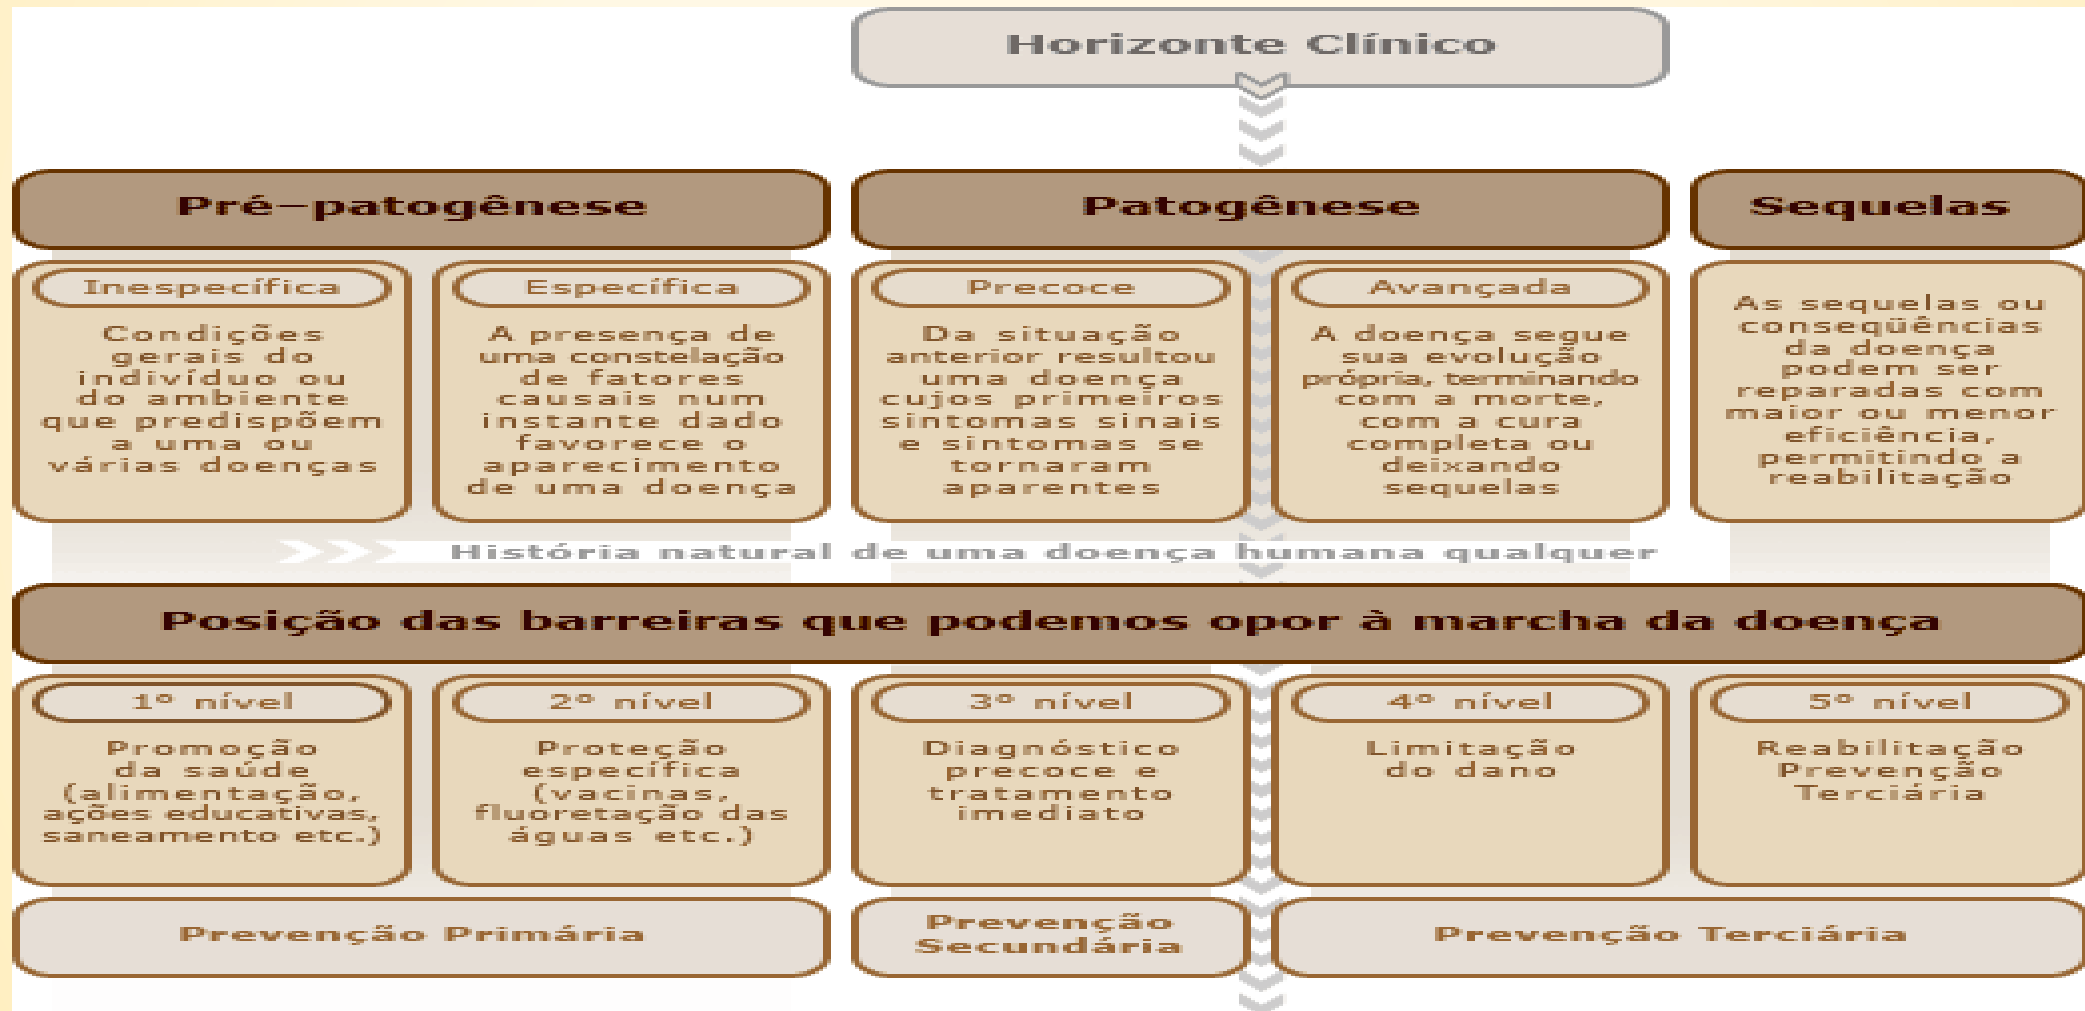 Horizonte Clínico
Pré-patogênese
Patogênese
Sequelas
Inespecífica
Condições
gerais do
indivíduo ou
do ambiente
que predispõem
a uma ou
várias doenças
Específica
A presença de
uma constelação
de fatores
causais num
instante dado
favorece o
aparecimento
de uma doença
Precoce
Da situação
anterior resultou
uma doença
cujos primeiros
sintomas sinais
e sintomas se
tornaram
aparentes
Avançada
A doença segue
sua evolução
própria, terminando
com a morte,
com a cura
completa ou
deixando
sequelas
As sequelas ou
conseqüências
da doença
podem ser
reparadas com
maior ou menor
eficiência,
permitindo a
reabilitação
História natural de uma doença humana qualquer
Posição das barreiras que podemos opor à marcha da doença
1º nível
Promoção
da saúde
(alimentação,
ações educativas,
saneamento etc.)
2º nível
Proteção
específica
(vacinas,
fluoretação das
águas etc.)
3º nível
Diagnóstico
precoce e
tratamento
imediato
4º nível
Limitação
do dano
5º nível
Reabilitação
Prevenção
Terciária
Prevenção Primária
Prevenção
Secundária
Prevenção Terciária